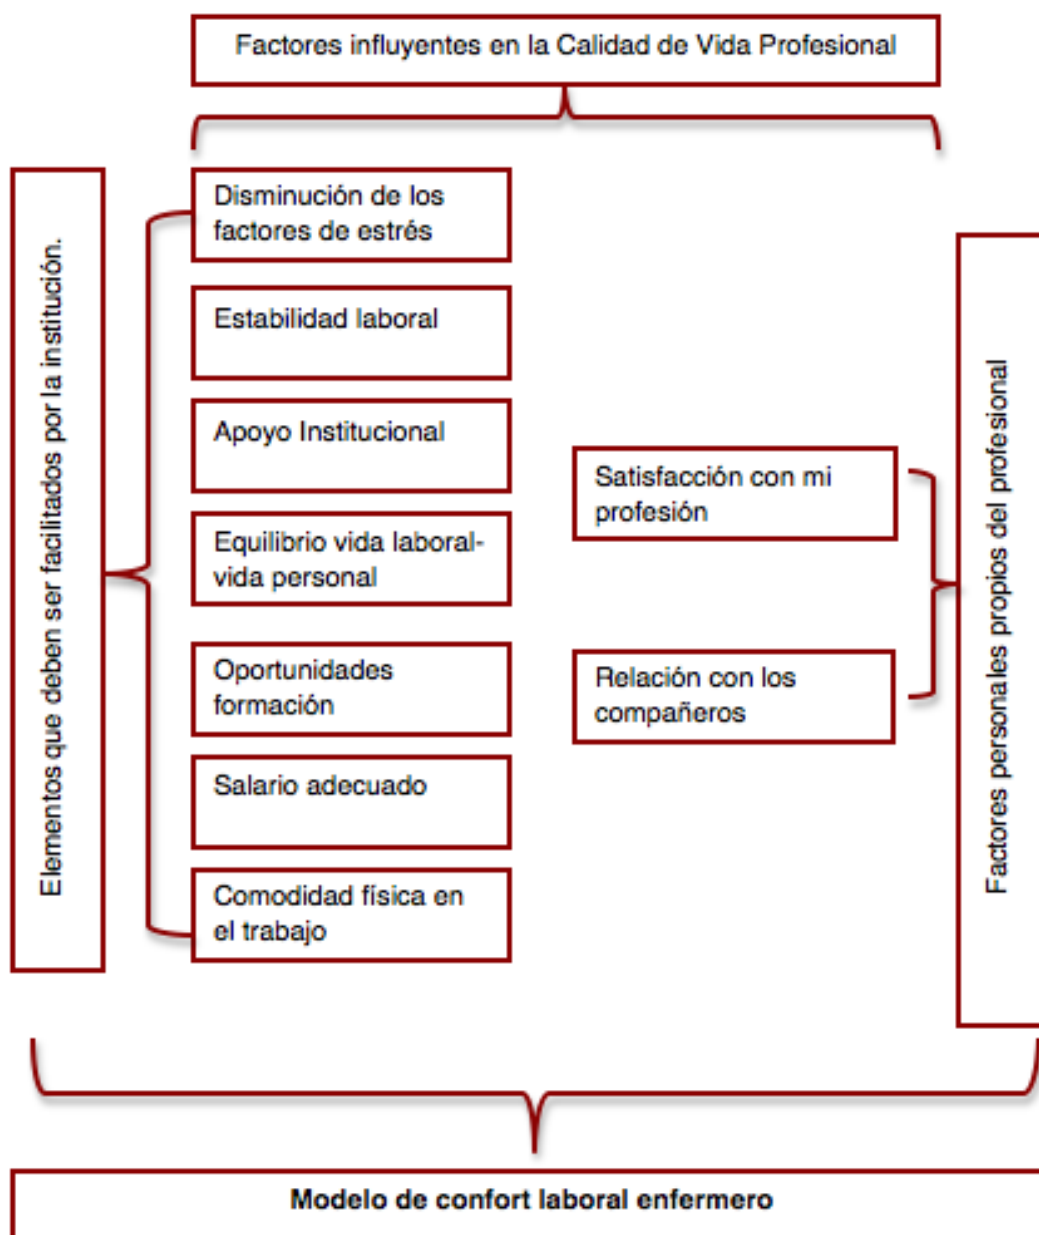 Factores influyentes en la Calidad de Vida Profesional
Elementos que deben ser facilitados por la institución.
Disminución de los
factores de estrés
Estabilidad laboral
Apoyo Institucional
Equilibrio vida laboral-
vida personal
Oportunidades
formación
Salario adecuado
Comodidad física en
el trabajo
Satisfacción con mi
profesión
Relación con los
compañeros
Factores personales propios del profesional
Modelo de confort laboral enfermero